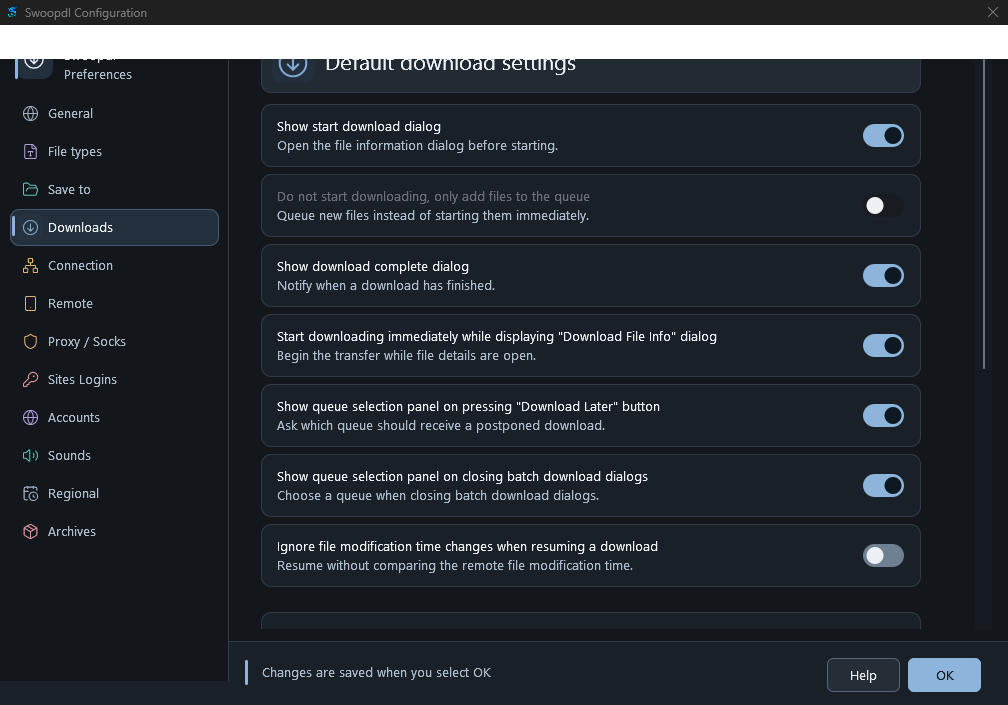 Swoopdl Configuration
Swoopdl
Preferences
General
File types
Save to
Downloads
Connection
Remote
Proxy / Socks
Sites Logins
Accounts
Sounds
Regional
Archives
Default download settings
Show start download dialog
Open the file information dialog before starting.
Do not start downloading, only add files to the queue
Queue new files instead of starting them immediately.
Show download complete dialog
Notify when a download has finished.
Start downloading immediately while displaying "Download File Info" dialog
Begin the transfer while file details are open.
Show queue selection panel on pressing "Download Later" button
Ask which queue should receive a postponed download.
Show queue selection panel on closing batch download dialogs
Choose a queue when closing batch download dialogs.
Ignore file modification time changes when resuming a download
Resume without comparing the remote file modification time.
Changes are saved when you select OK
Help
OK